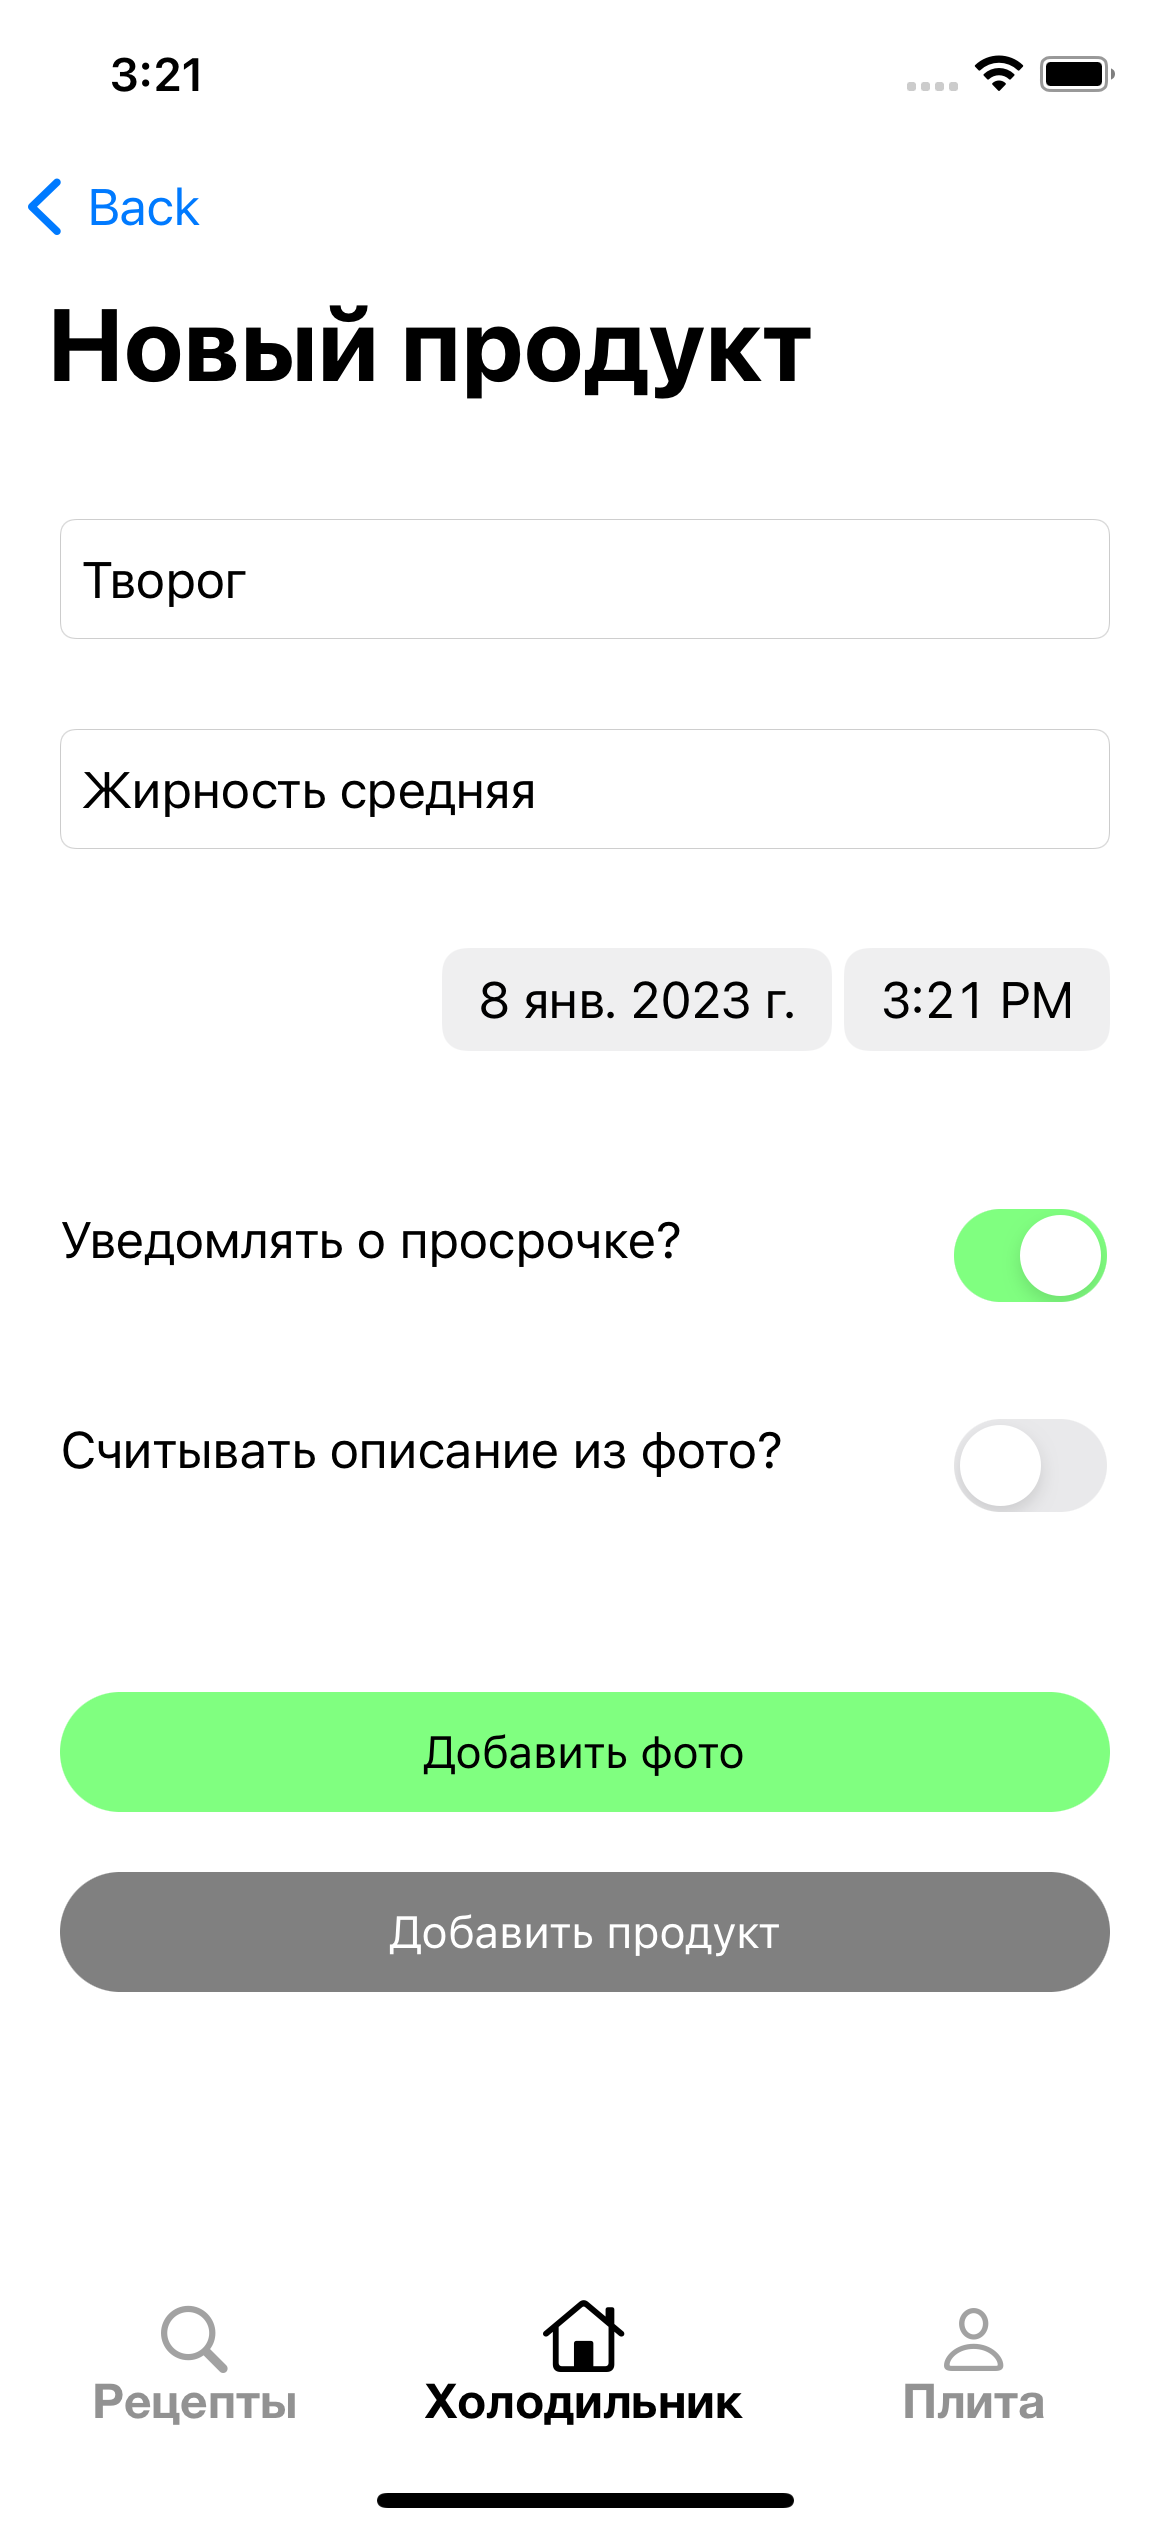 3:21
Back
Новый продукт
Творог
Жирность средняя
8 янв. 2023 г. 3:21 PM
Уведомлять о просрочке?
Считывать описание из фото?
Добавить фото
Добавить продукт
Рецепты Холодильник Плита